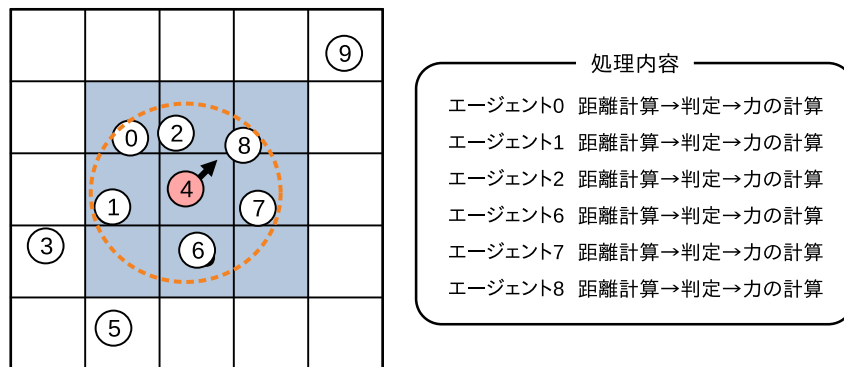 9
0
2
8
4
1
7
3
6
5
処理内容
エージェント0 距離計算→判定→力の計算
エージェント1 距離計算→判定→力の計算
エージェント2 距離計算→判定→力の計算
エージェント6 距離計算→判定→力の計算
エージェント7 距離計算→判定→力の計算
エージェント8 距離計算→判定→力の計算